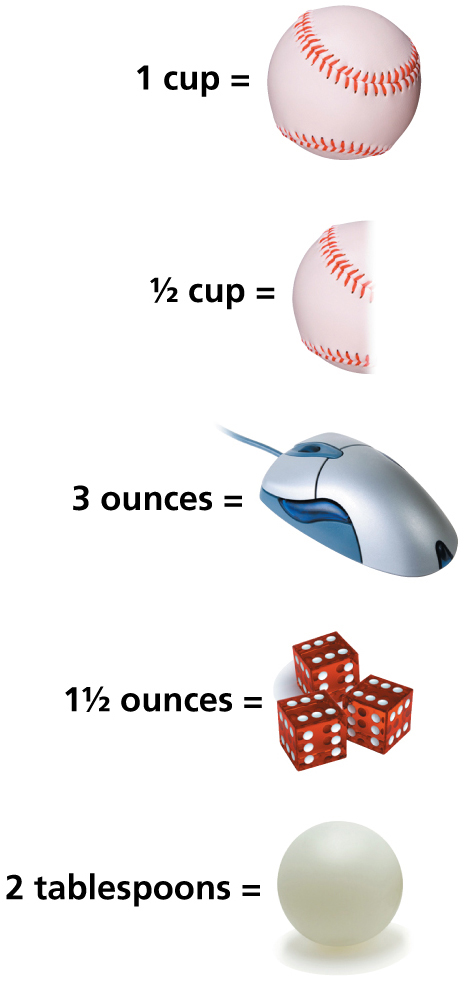 1 cup =
½ cup =
3 ounces =
1½ ounces =
2 tablespoons =